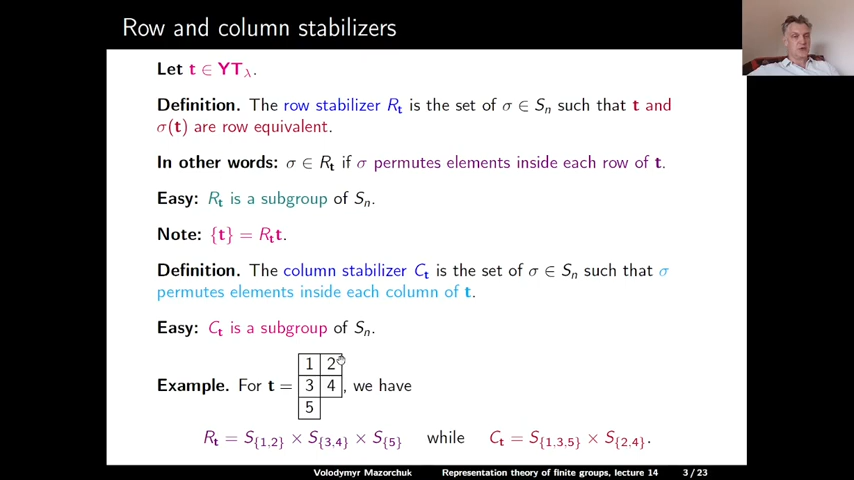 Row and column stabilizers
Let t ∈ YT_λ.
Definition. The row stabilizer R_t is the set of σ ∈ S_n such that t and
σ(t) are row equivalent.
In other words: σ ∈ R_t if σ permutes elements inside each row of t.
Easy: R_t is a subgroup of S_n.
Note: {t} = R_t t.
Definition. The column stabilizer C_t is the set of σ ∈ S_n such that σ
permutes elements inside each column of t.
Easy: C_t is a subgroup of S_n.
1 2
Example. For t = 3 4 , we have
5
R_t = S_{1,2} × S_{3,4} × S_{5} while C_t = S_{1,3,5} × S_{2,4}.
Volodymyr Mazorchuk Representation theory of finite groups, lecture 14 3 / 23